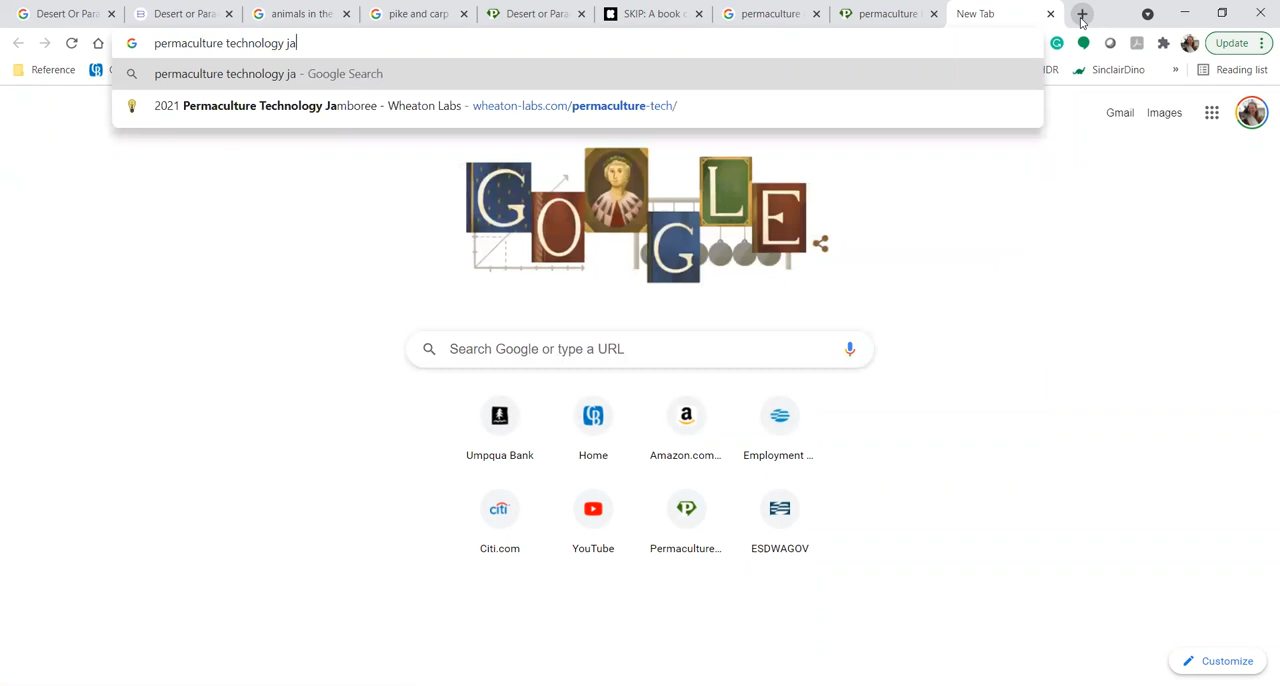 Desert Or Para
Desert or Para
animals in the
pike and carp
Desert or Para
SKIP: A book
permaculture
permaculture
New Tab
permaculture technology ja
Update
Reference
SinclairDino
»
Reading list
permaculture technology ja - Google Search
2021 Permaculture Technology Jamboree - Wheaton Labs - wheaton-labs.com/permaculture-tech/
Gmail Images
GOOGLE
Search Google or type a URL
a
Umpqua Bank
Home
Amazon.com...
Employment ...
citi
Citi.com
YouTube
Permaculture...
ESDWAGOV
Customize